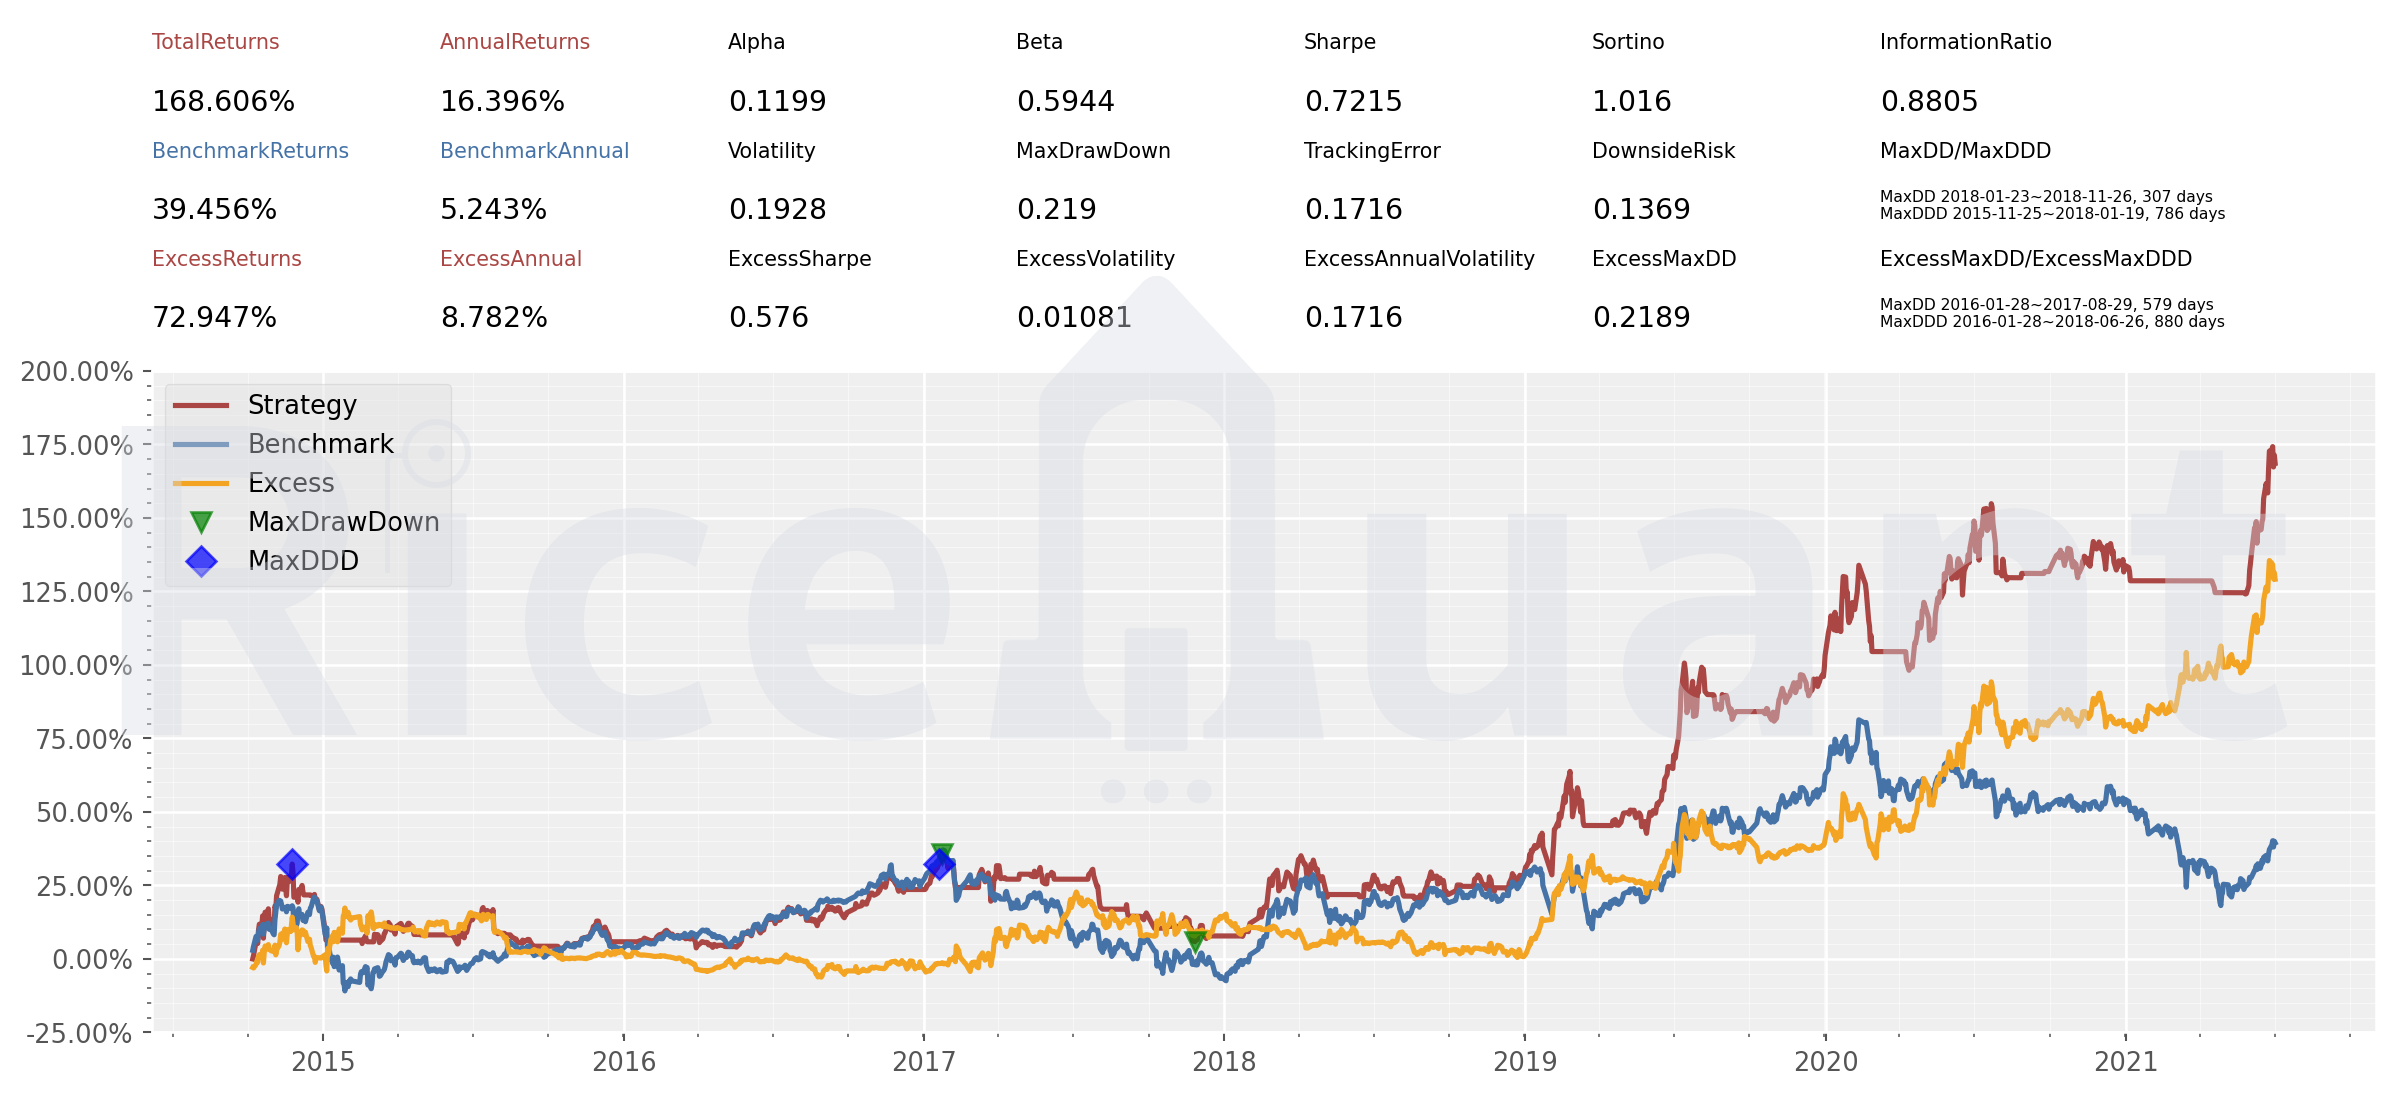 TotalReturns AnnualReturns Alpha Beta Sharpe Sortino InformationRatio
168.606% 16.396% 0.1199 0.5944 0.7215 1.016 0.8805
BenchmarkReturns BenchmarkAnnual Volatility MaxDrawDown TrackingError DownsideRisk MaxDD/MaxDDD
39.456% 5.243% 0.1928 0.219 0.1716 0.1369 MaxDD 2018-01-23~2018-11-26, 307 days
MaxDDD 2015-11-25~2018-01-19, 786 days
ExcessReturns ExcessAnnual ExcessSharpe ExcessVolatility ExcessAnnualVolatility ExcessMaxDD ExcessMaxDD/ExcessMaxDDD
72.947% 8.782% 0.576 0.01081 0.1716 0.2189 MaxDD 2016-01-28~2017-08-29, 579 days
MaxDDD 2016-01-28~2018-06-26, 880 days
200.00%
175.00%
150.00%
125.00%
100.00%
75.00%
50.00%
25.00%
0.00%
-25.00%
Strategy
Benchmark
Excess
MaxDrawDown
MaxDDD
RiceQuant
2015 2016 2017 2018 2019 2020 2021